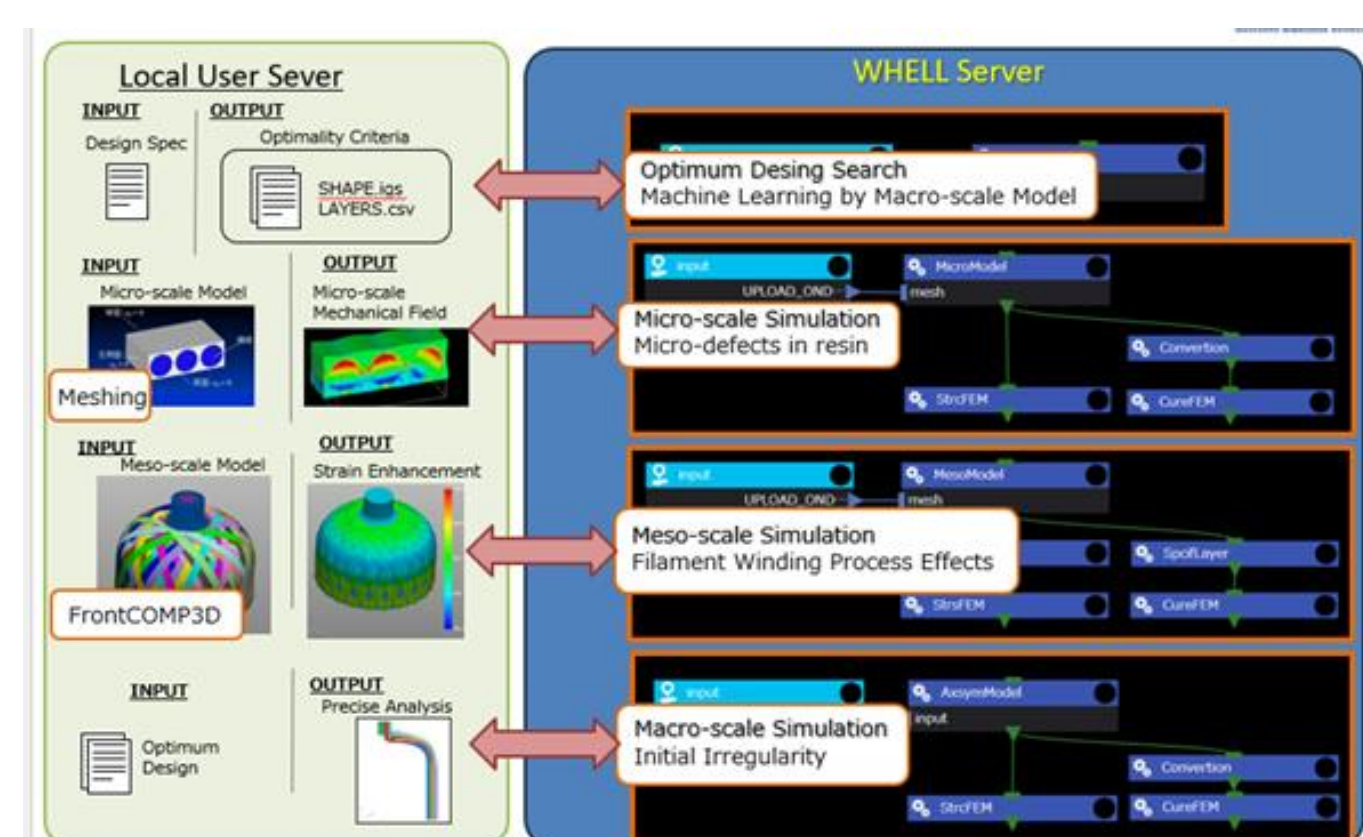 Local User Sever
INPUT
OUTPUT
Design Spec
Optimality Criteria
SHAPE.igs
LAYERS.csv
INPUT
OUTPUT
Micro-scale Model
Micro-scale
Mechanical Field
Meshing
INPUT
OUTPUT
Meso-scale Model
Strain Enhancement
FrontCOMP3D
INPUT
OUTPUT
Precise Analysis
Optimum
Design
WHELL Server
Optimum Desing Search
Machine Learning by Macro-scale Model
input
MicroModel
UPLOAD_OND
mesh
Micro-scale Simulation
Micro-defects in resin
Convertion
StrcFEM
CureFEM
input
MesoModel
UPLOAD_OND
mesh
Meso-scale Simulation
Filament Winding Process Effects
SpoifLayer
StrsFEM
CureFEM
input
AxsymModel
input
Macro-scale Simulation
Initial Irregularity
Convertion
StrcFEM
CureFEM